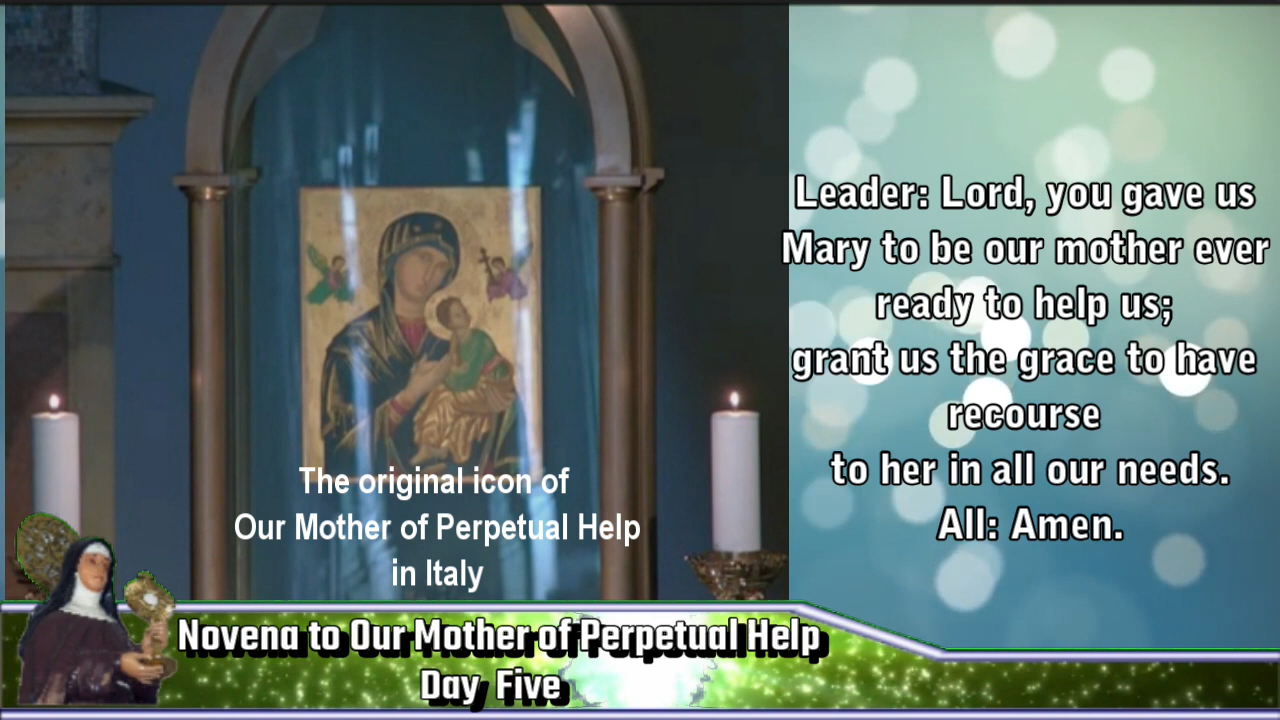 The original icon of
Our Mother of Perpetual Help
in Italy
Leader: Lord, you gave us
Mary to be our mother ever
ready to help us;
grant us the grace to have
recourse
to her in all our needs.
All: Amen.
Novena to Our Mother of Perpetual Help
Day Five